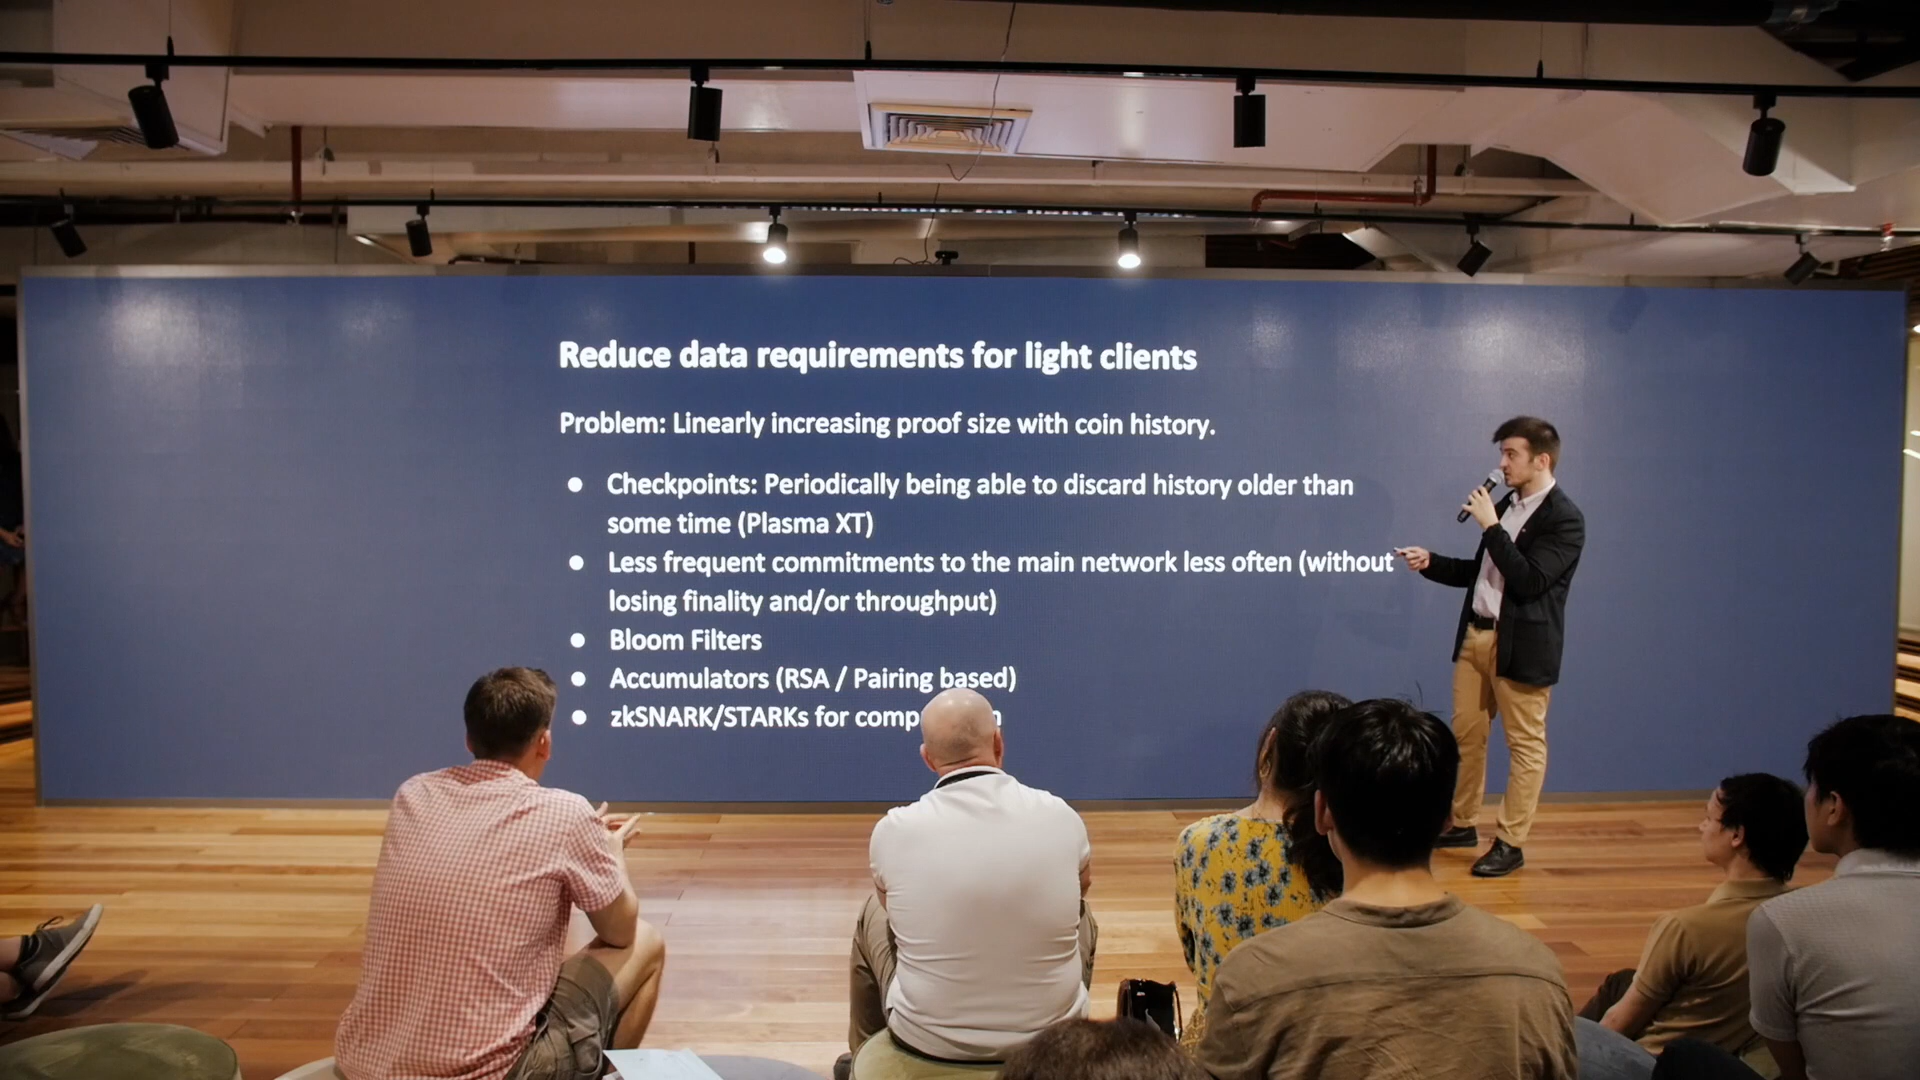 Reduce data requirements for light clients
Problem: Linearly increasing proof size with coin history.
● Checkpoints: Periodically being able to discard history older than
some time (Plasma XT)
● Less frequent commitments to the main network less often (without
losing finality and/or throughput)
● Bloom Filters
● Accumulators (RSA / Pairing based)
● zkSNARK/STARKs for